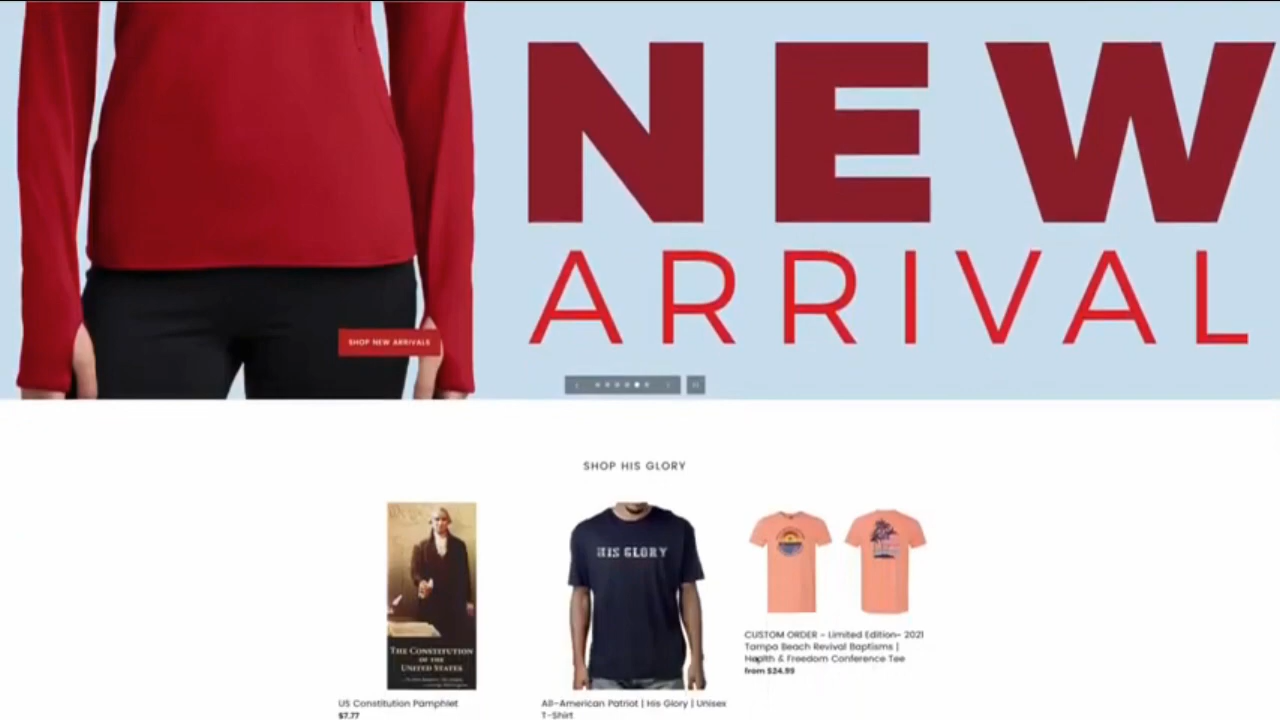 NEW
ARRIVAL
SHOP NEW ARRIVALS
SHOP HIS GLORY
THE CONSTITUTION
OF THE
UNITED STATES
HIS GLORY
CUSTOM ORDER - Limited Edition- 2021
Tampa Beach Revival Baptisms |
Health & Freedom Conference Tee
from $24.99
US Constitution Pamphlet
$7.77
All-American Patriot | His Glory | Unisex
T-Shirt